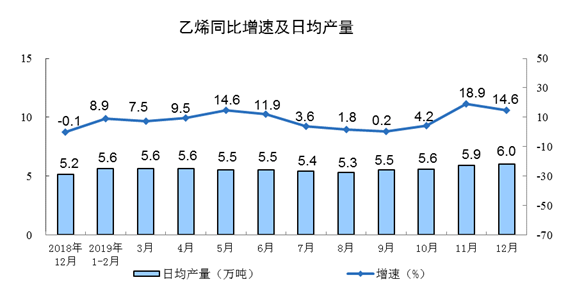 乙烯同比增速及日均产量
15
10
5
0
50
30
10
-10
-30
-50
-70
-0.1
8.9
7.5
9.5
14.6
11.9
3.6
1.8
0.2
4.2
18.9
14.6
5.2
5.6
5.6
5.6
5.5
5.5
5.4
5.3
5.5
5.6
5.9
6.0
2018年
12月
2019年
1-2月
3月
4月
5月
6月
7月
8月
9月
10月
11月
12月
日均产量（万吨）
增速（%）